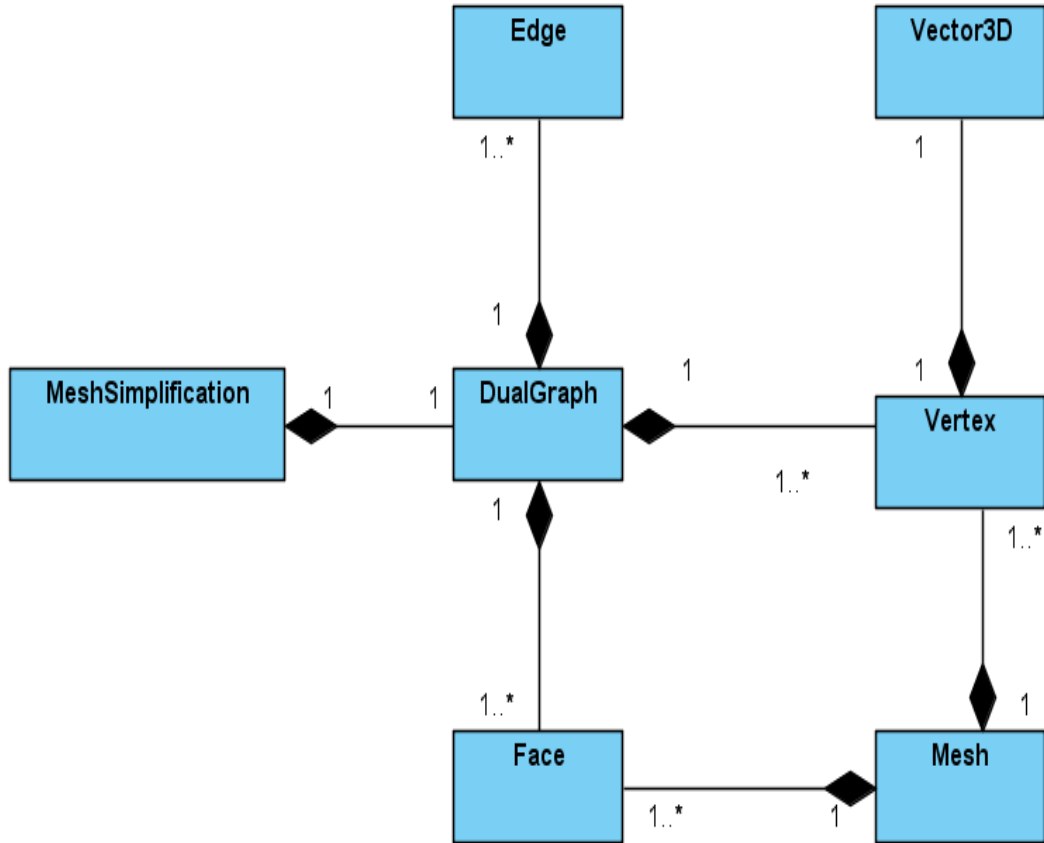 Edge
Vector3D
1..*
1
1
1
1
MeshSimplification
1
1
DualGraph
Vertex
1..*
1
1..*
1..*
1
Face
Mesh
1..*
1